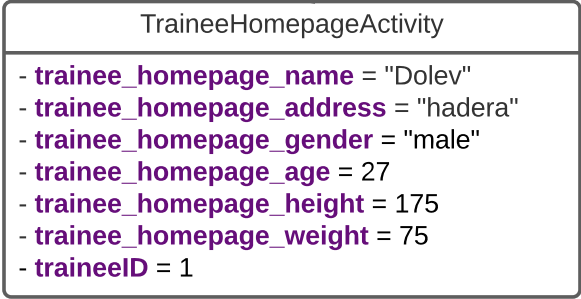 TraineeHomepageActivity
- trainee_homepage_name = "Dolev"
- trainee_homepage_address = "hadera"
- trainee_homepage_gender = "male"
- trainee_homepage_age = 27
- trainee_homepage_height = 175
- trainee_homepage_weight = 75
- traineeID = 1